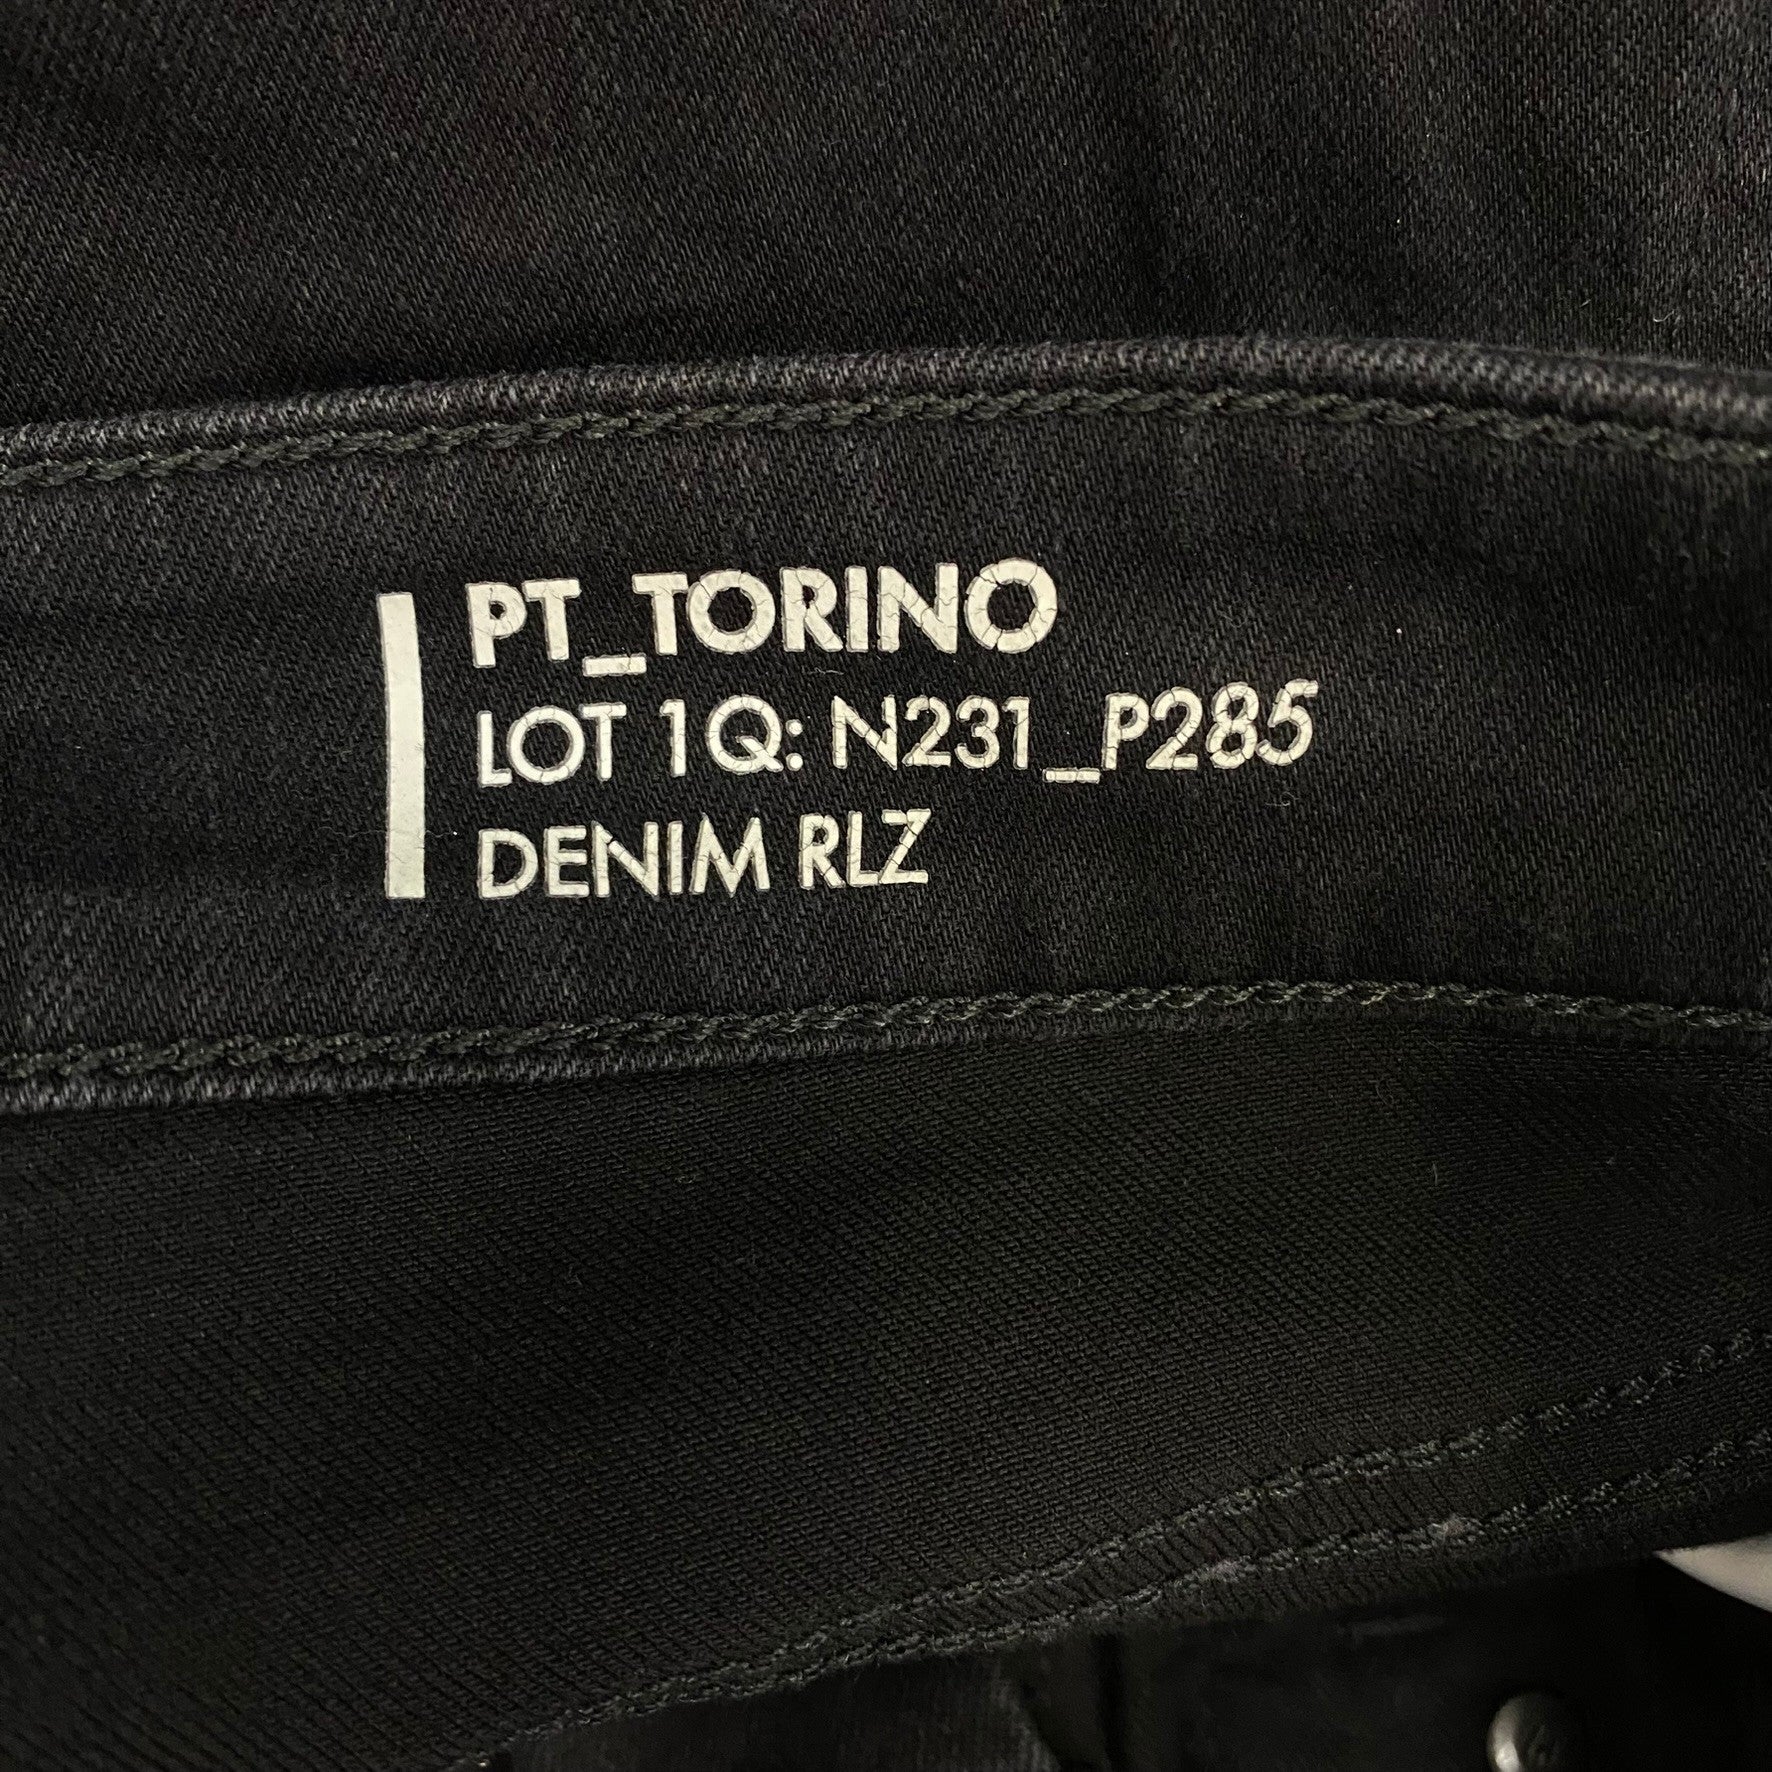 PT_TORINO
LOT 1Q: N231_P285
DENIM RLZ